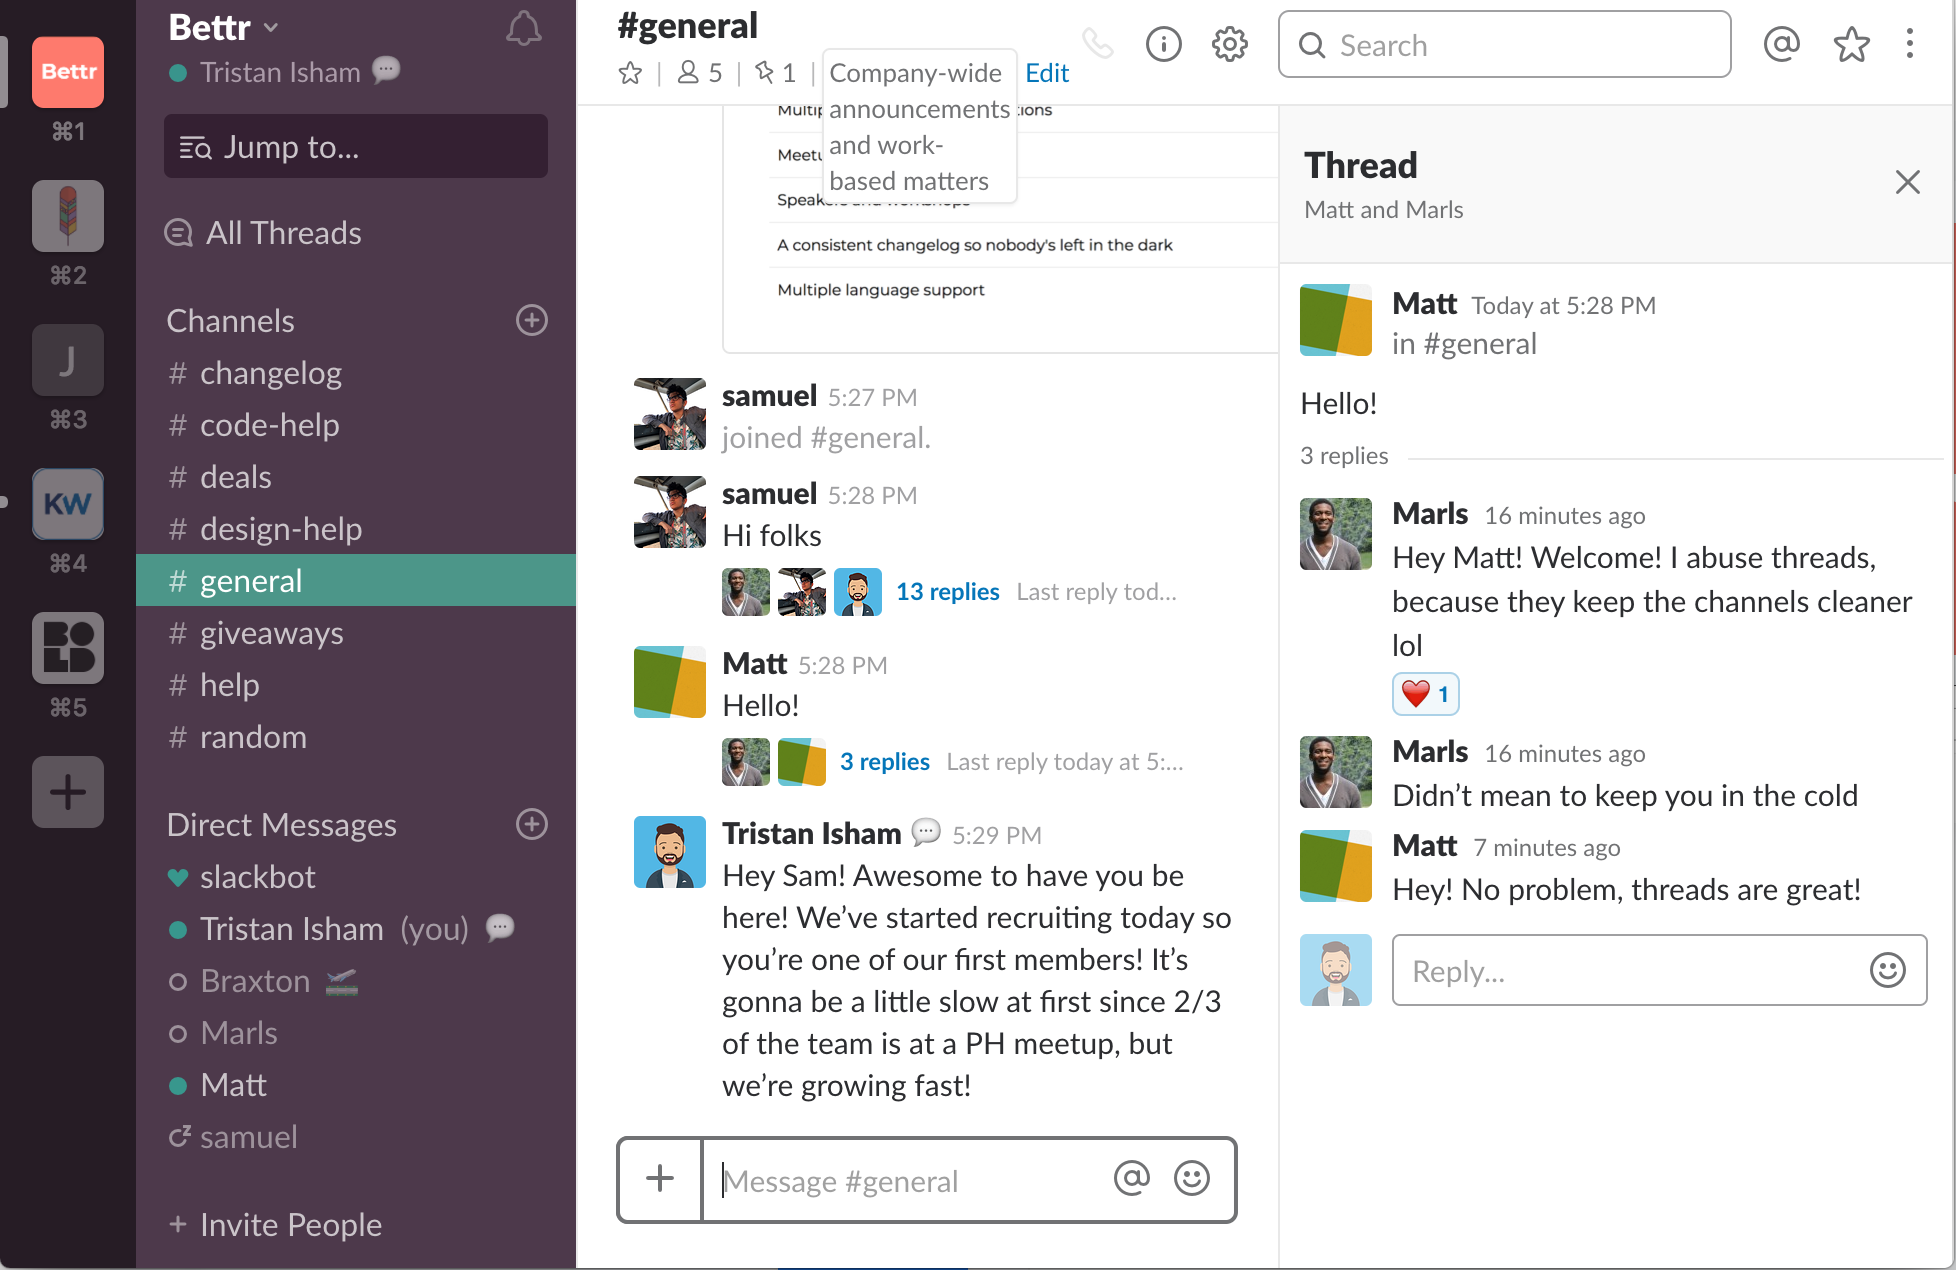 Bettr
⌘1
⌘2
J
⌘3
KW
⌘4
BOLD
⌘5
Bettr
Tristan Isham
Jump to...
All Threads
Channels
# changelog
# code-help
# deals
# design-help
# general
# giveaways
# help
# random
Direct Messages
slackbot
Tristan Isham (you)
Braxton
Marls
Matt
samuel
+ Invite People
#general
5
1
Company-wide
announcements
and work-
based matters
Edit
Search
A consistent changelog so nobody's left in the dark
Multiple language support
samuel 5:27 PM
joined #general.
samuel 5:28 PM
Hi folks
13 replies Last reply tod...
Matt 5:28 PM
Hello!
3 replies Last reply today at 5:...
Tristan Isham 5:29 PM
Hey Sam! Awesome to have you be
here! We’ve started recruiting today so
you’re one of our first members! It’s
gonna be a little slow at first since 2/3
of the team is at a PH meetup, but
we’re growing fast!
Message #general
Thread
Matt and Marls
Matt Today at 5:28 PM
in #general
Hello!
3 replies
Marls 16 minutes ago
Hey Matt! Welcome! I abuse threads,
because they keep the channels cleaner
lol
1
Marls 16 minutes ago
Didn’t mean to keep you in the cold
Matt 7 minutes ago
Hey! No problem, threads are great!
Reply...